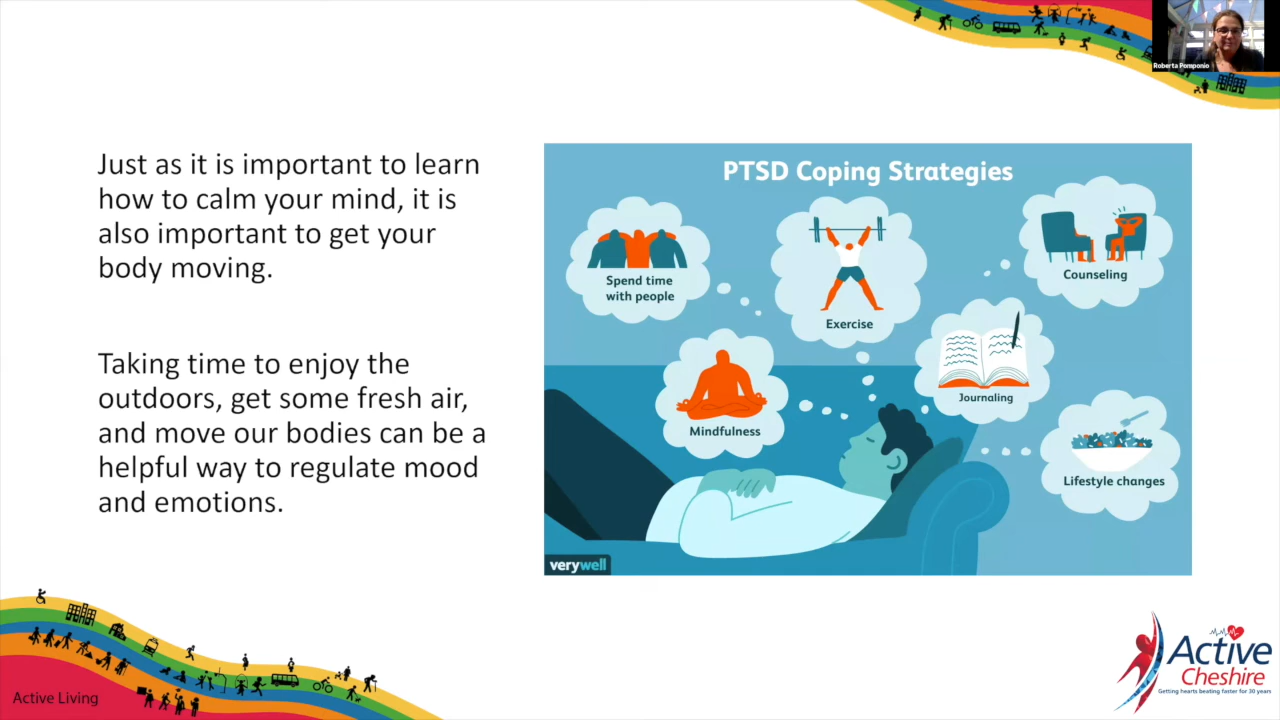 Roberta Pomponio
Just as it is important to learn
how to calm your mind, it is
also important to get your
body moving.
Taking time to enjoy the
outdoors, get some fresh air,
and move our bodies can be a
helpful way to regulate mood
and emotions.
PTSD Coping Strategies
Spend time
with people
Exercise
Counseling
Mindfulness
Journaling
Lifestyle changes
verywell
Active Living
Active
Cheshire
Getting hearts beating faster for 30 years